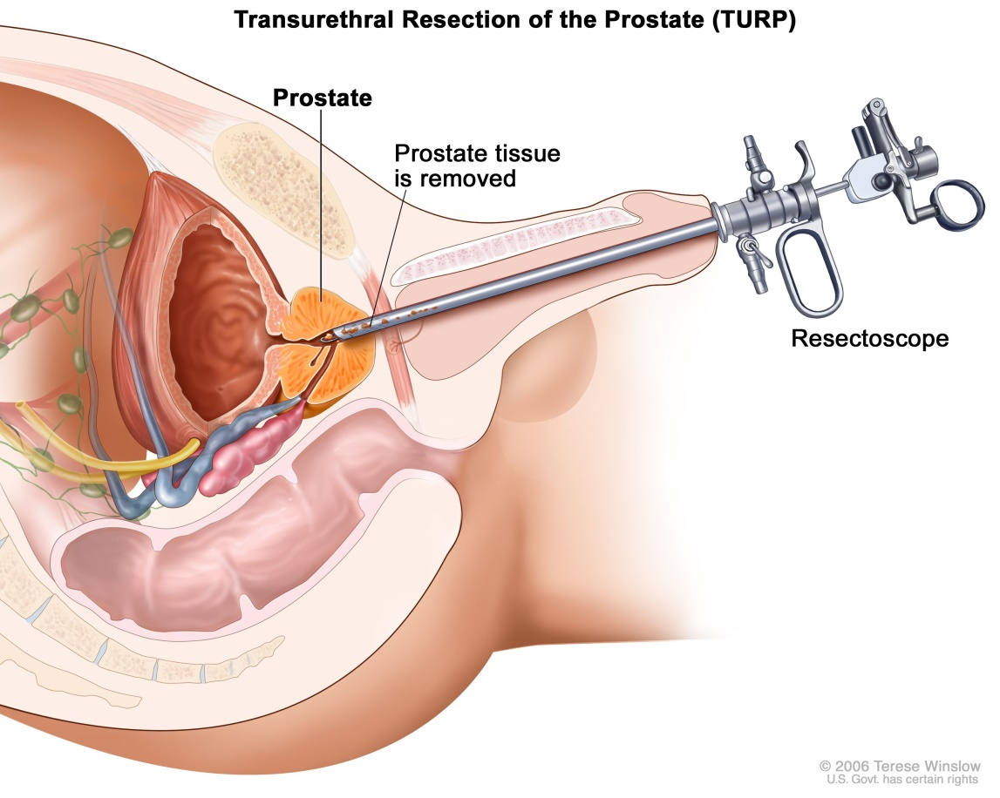 Transurethral Resection of the Prostate (TURP)
Prostate
Prostate tissue
is removed
Resectoscope
© 2006 Terese Winslow
U.S. Govt. has certain rights